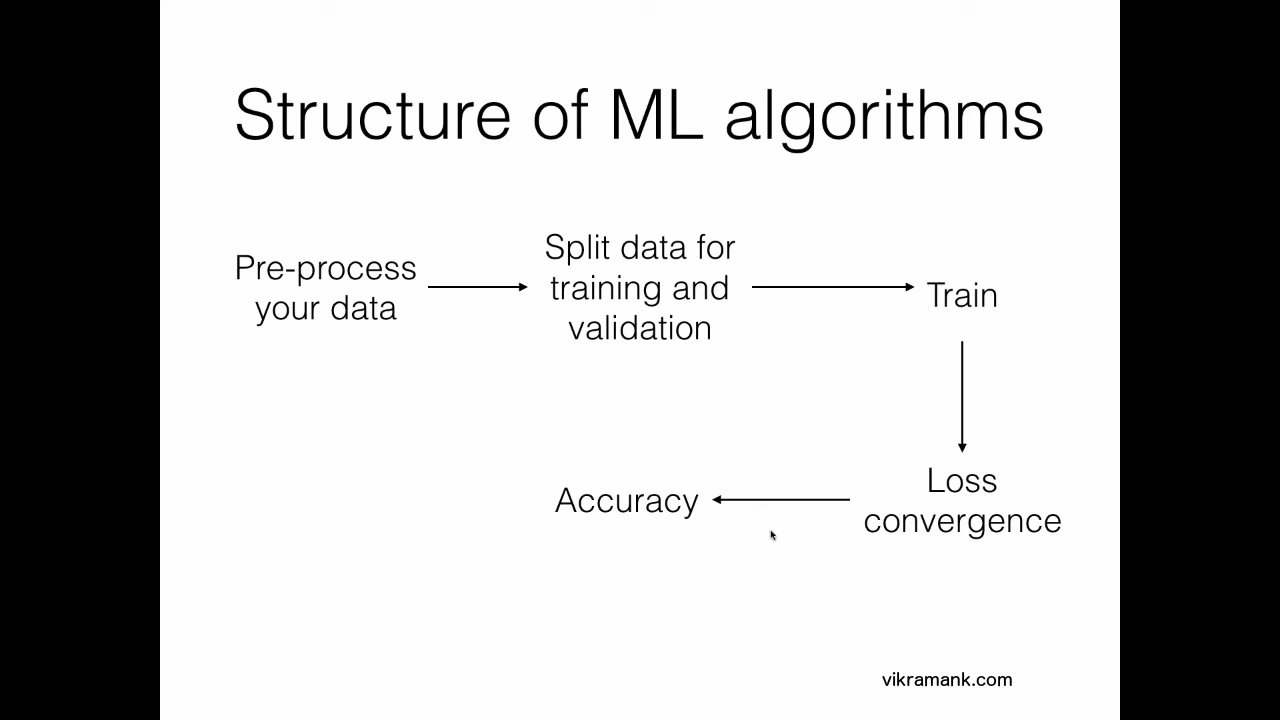 Structure of ML algorithms
Pre-process
your data
Split data for
training and
validation
Train
Loss
convergence
Accuracy
vikramank.com